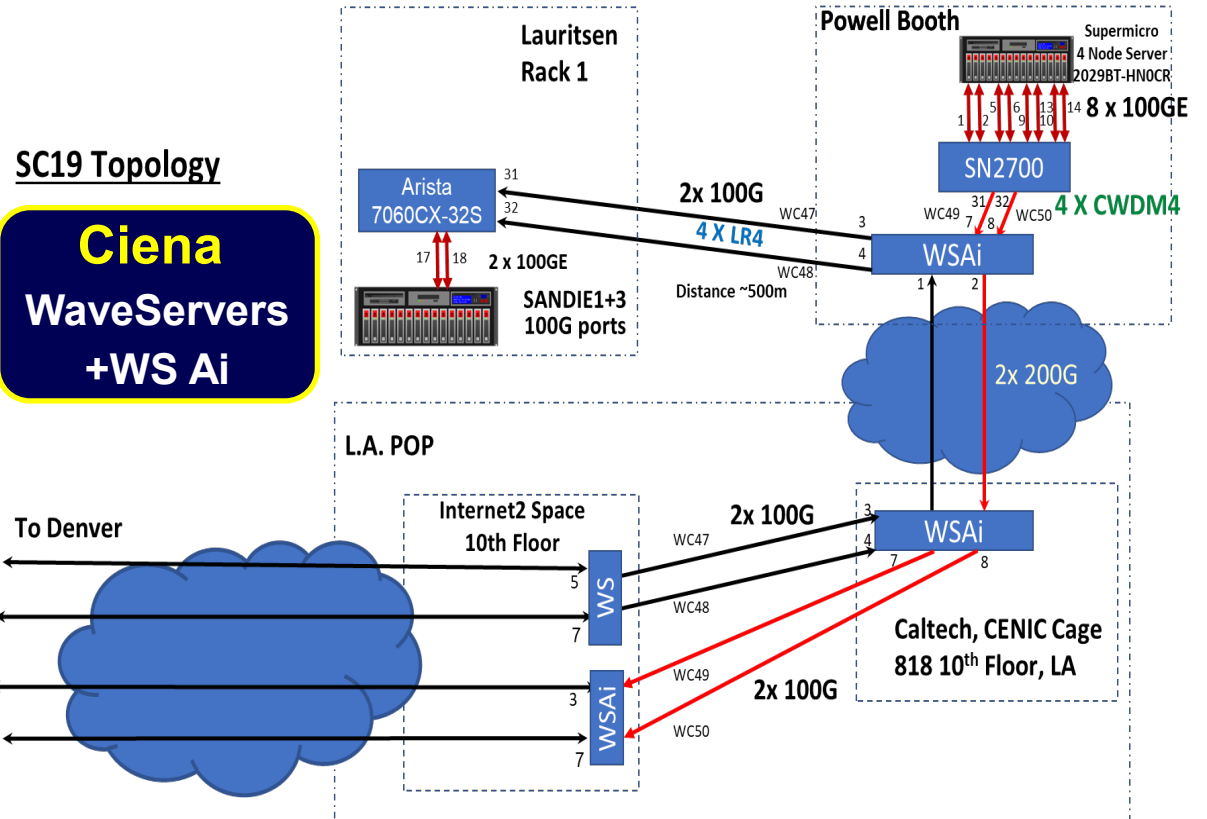 SC19 Topology
Ciena
WaveServers
+WS Ai
Lauritsen
Rack 1
Arista
7060CX-32S
31
32
17
18
2 x 100GE
SANDIE1+3
100G ports
2x 100G
4 X LR4
WC47
WC48
Distance ~500m
Powell Booth
Supermicro
4 Node Server
2029BT-HN0CR
1
2
5
6
9
13
10
14
8 x 100GE
SN2700
31
32
WC49
WC50
7
8
4 X CWDM4
3
4
WSAi
1
2
2x 200G
L.A. POP
To Denver
Internet2 Space
10th Floor
5
WS
7
3
WSAi
7
WC47
2x 100G
WC48
WC49
2x 100G
WC50
3
4
WSAi
7
8
Caltech, CENIC Cage
818 10th Floor, LA